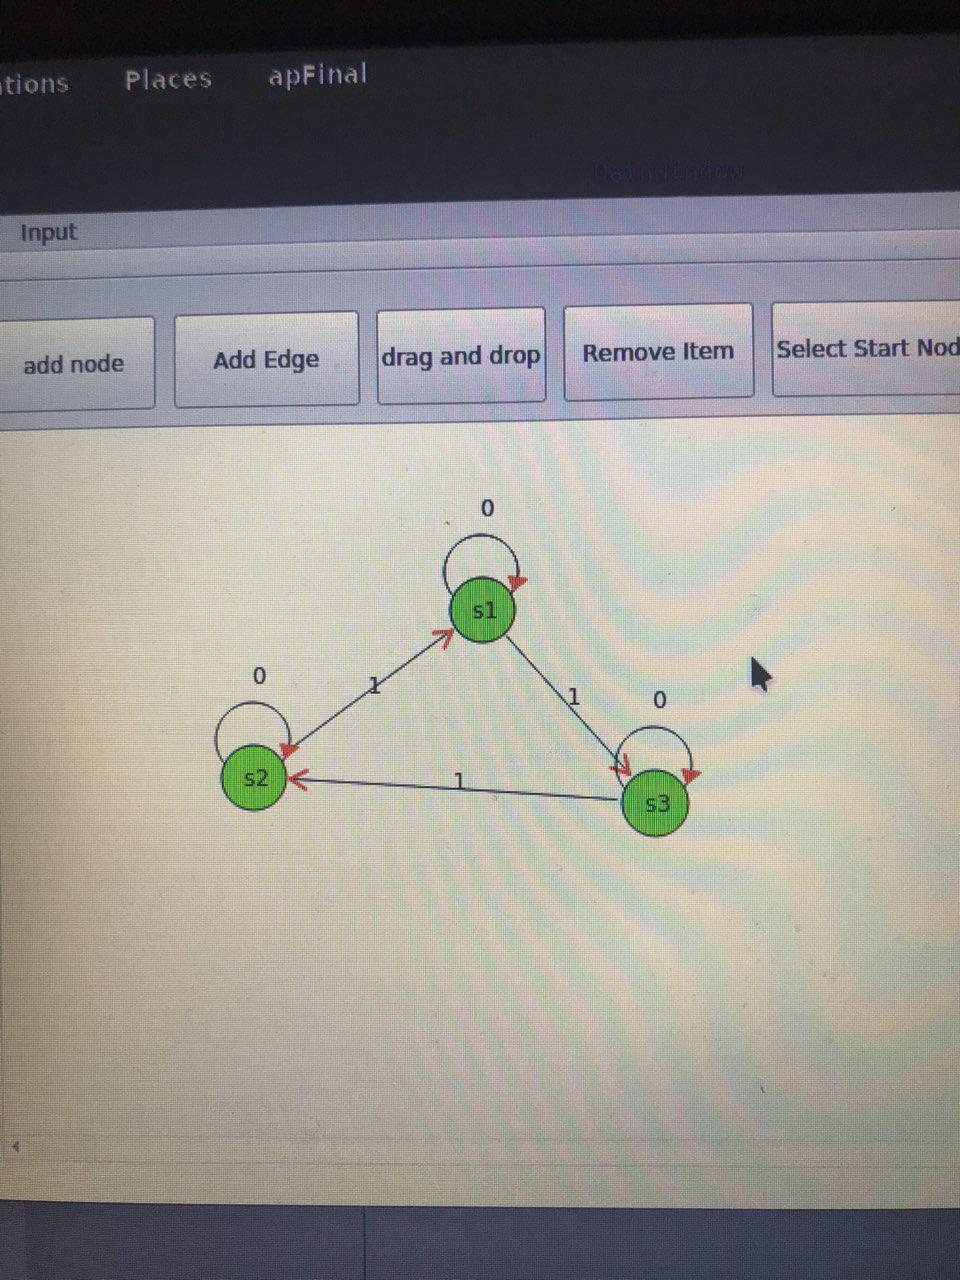 tions Places apFinal
Input
add node Add Edge drag and drop Remove Item Select Start Nod
0
s1
0 1 1 0
s2 1 s3